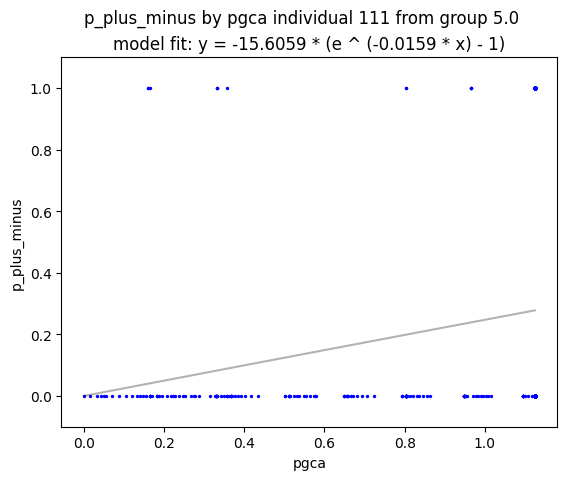 p_plus_minus by pgca individual 111 from group 5.0
model fit: y = -15.6059 * (e ^ (-0.0159 * x) - 1)
1.0
0.8
0.6
0.4
0.2
0.0
p_plus_minus
0.0 0.2 0.4 0.6 0.8 1.0
pgca